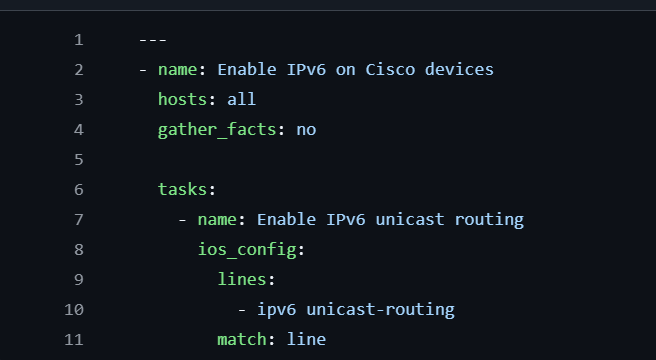 1 ---
2 - name: Enable IPv6 on Cisco devices
3   hosts: all
4   gather_facts: no
5
6   tasks:
7     - name: Enable IPv6 unicast routing
8       ios_config:
9         lines:
10           - ipv6 unicast-routing
11         match: line